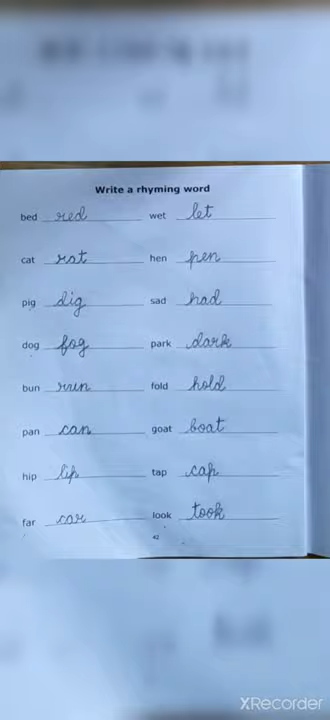 Write a rhyming word
bed red wet let
cat rat hen pen
pig dig sad had
dog fog park dark
bun run fold hold
pan can goat boat
hip lip tap cap
far car look took
42
XRecorder